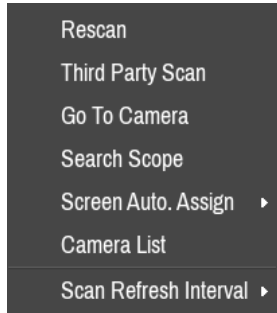 Rescan
Third Party Scan
Go To Camera
Search Scope
Screen Auto. Assign
Camera List
Scan Refresh Interval